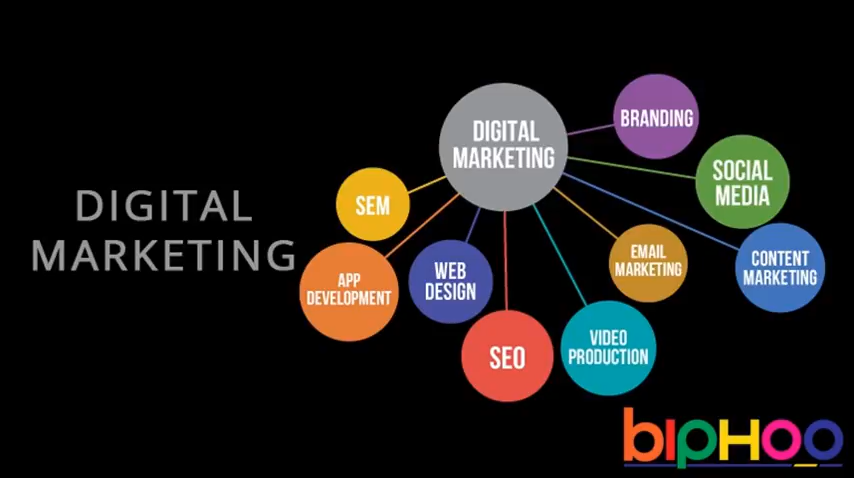 DIGITAL
MARKETING
DIGITAL
MARKETING
BRANDING
SOCIAL
MEDIA
SEM
APP
DEVELOPMENT
WEB
DESIGN
SEO
VIDEO
PRODUCTION
EMAIL
MARKETING
CONTENT
MARKETING
bIpHOO